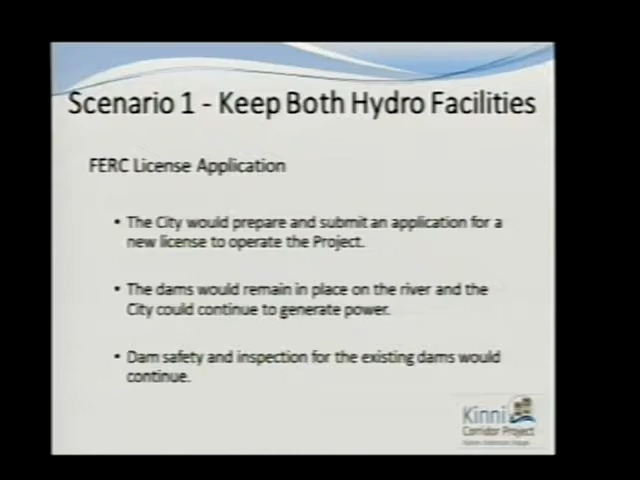 Scenario 1 - Keep Both Hydro Facilities
FERC License Application
• The City would prepare and submit an application for a
new license to operate the Project.
• The dams would remain in place on the river and the
City could continue to generate power.
• Dam safety and inspection for the existing dams would
continue.
Kinni
Corridor Project